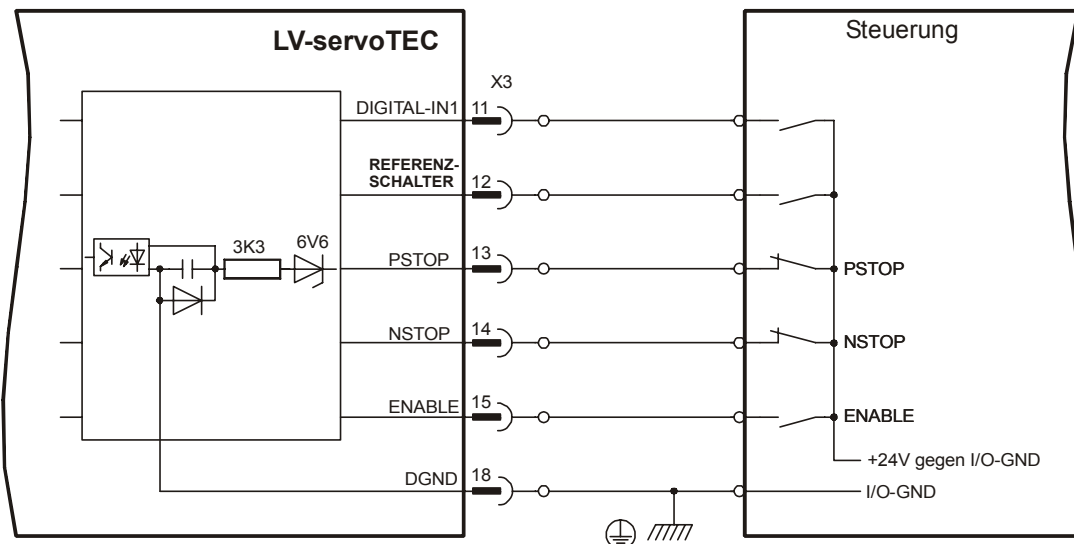 LV-servoTEC
Steuerung
X3
DIGITAL-IN1 11
REFERENZ-
SCHALTER 12
3K3 6V6
PSTOP 13
PSTOP
NSTOP 14
NSTOP
ENABLE 15
ENABLE
+24V gegen I/O-GND
DGND 18
I/O-GND